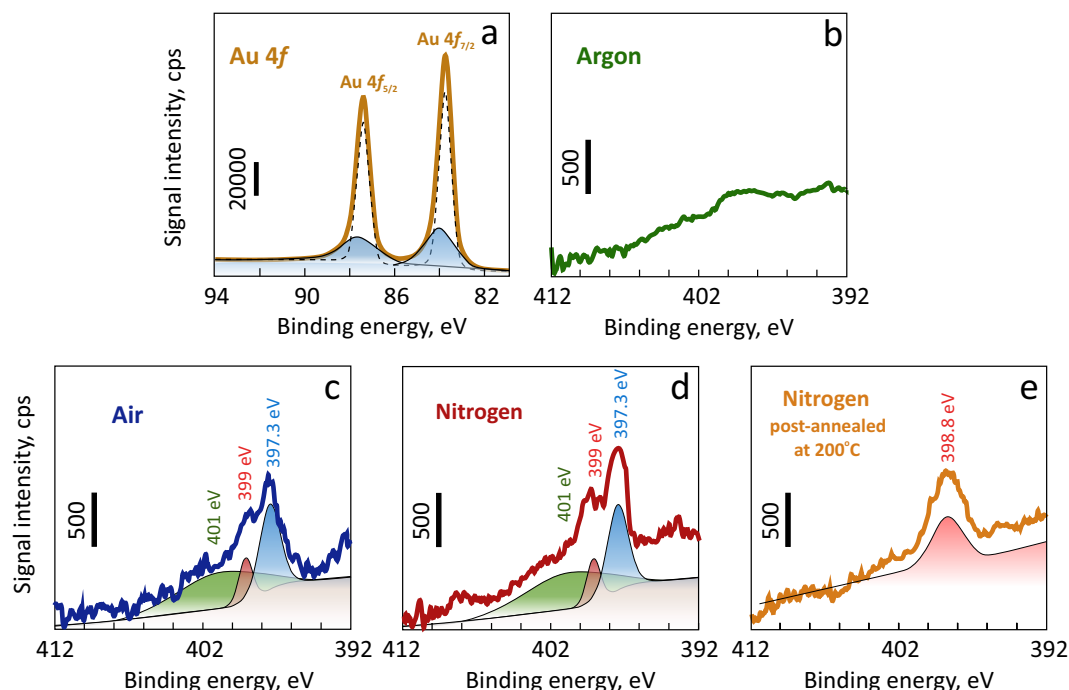 Signal intensity, cps
a
Au 4f
Au 4f5/2
Au 4f7/2
20000
94 90 86 82
Binding energy, eV
b
Argon
500
412 402 392
Binding energy, eV
Signal intensity, cps
c
Air
500
401 eV
399 eV
397.3 eV
412 402 392
Binding energy, eV
d
Nitrogen
500
401 eV
399 eV
397.3 eV
412 402 392
Binding energy, eV
e
Nitrogen
post-annealed
at 200°C
500
398.8 eV
412 402 392
Binding energy, eV